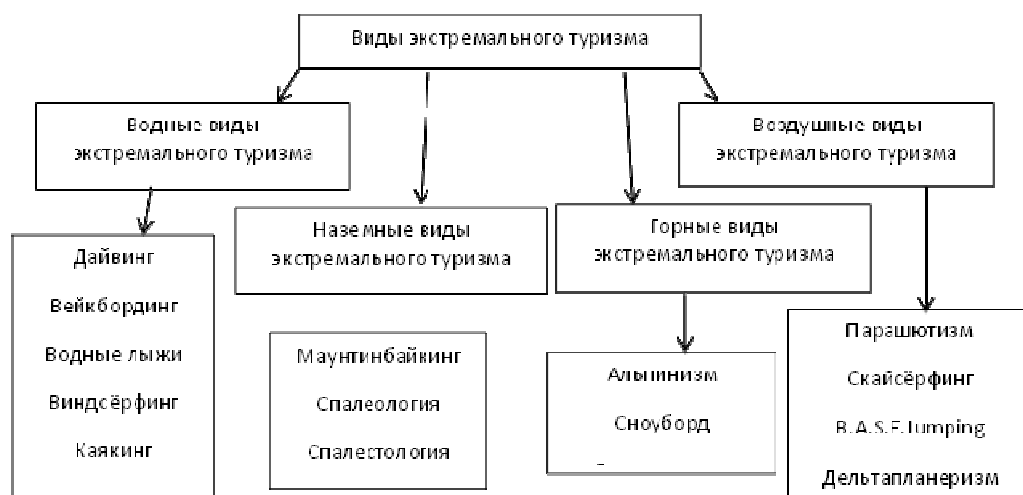 Виды экстремального туризма
Водные виды
экстремального туризма
Воздушные виды
экстремального туризма
Наземные виды
экстремального туризма
Горные виды
экстремального туризма
Дайвинг
Вейкбординг
Водные лыжи
Виндсёрфинг
Каякинг
Маунтинбайкинг
Спалеология
Спалестология
Альпинизм
Сноуборд
Парашютизм
Скайсёрфинг
B.A.S.E.Jumping
Дельтапланеризм